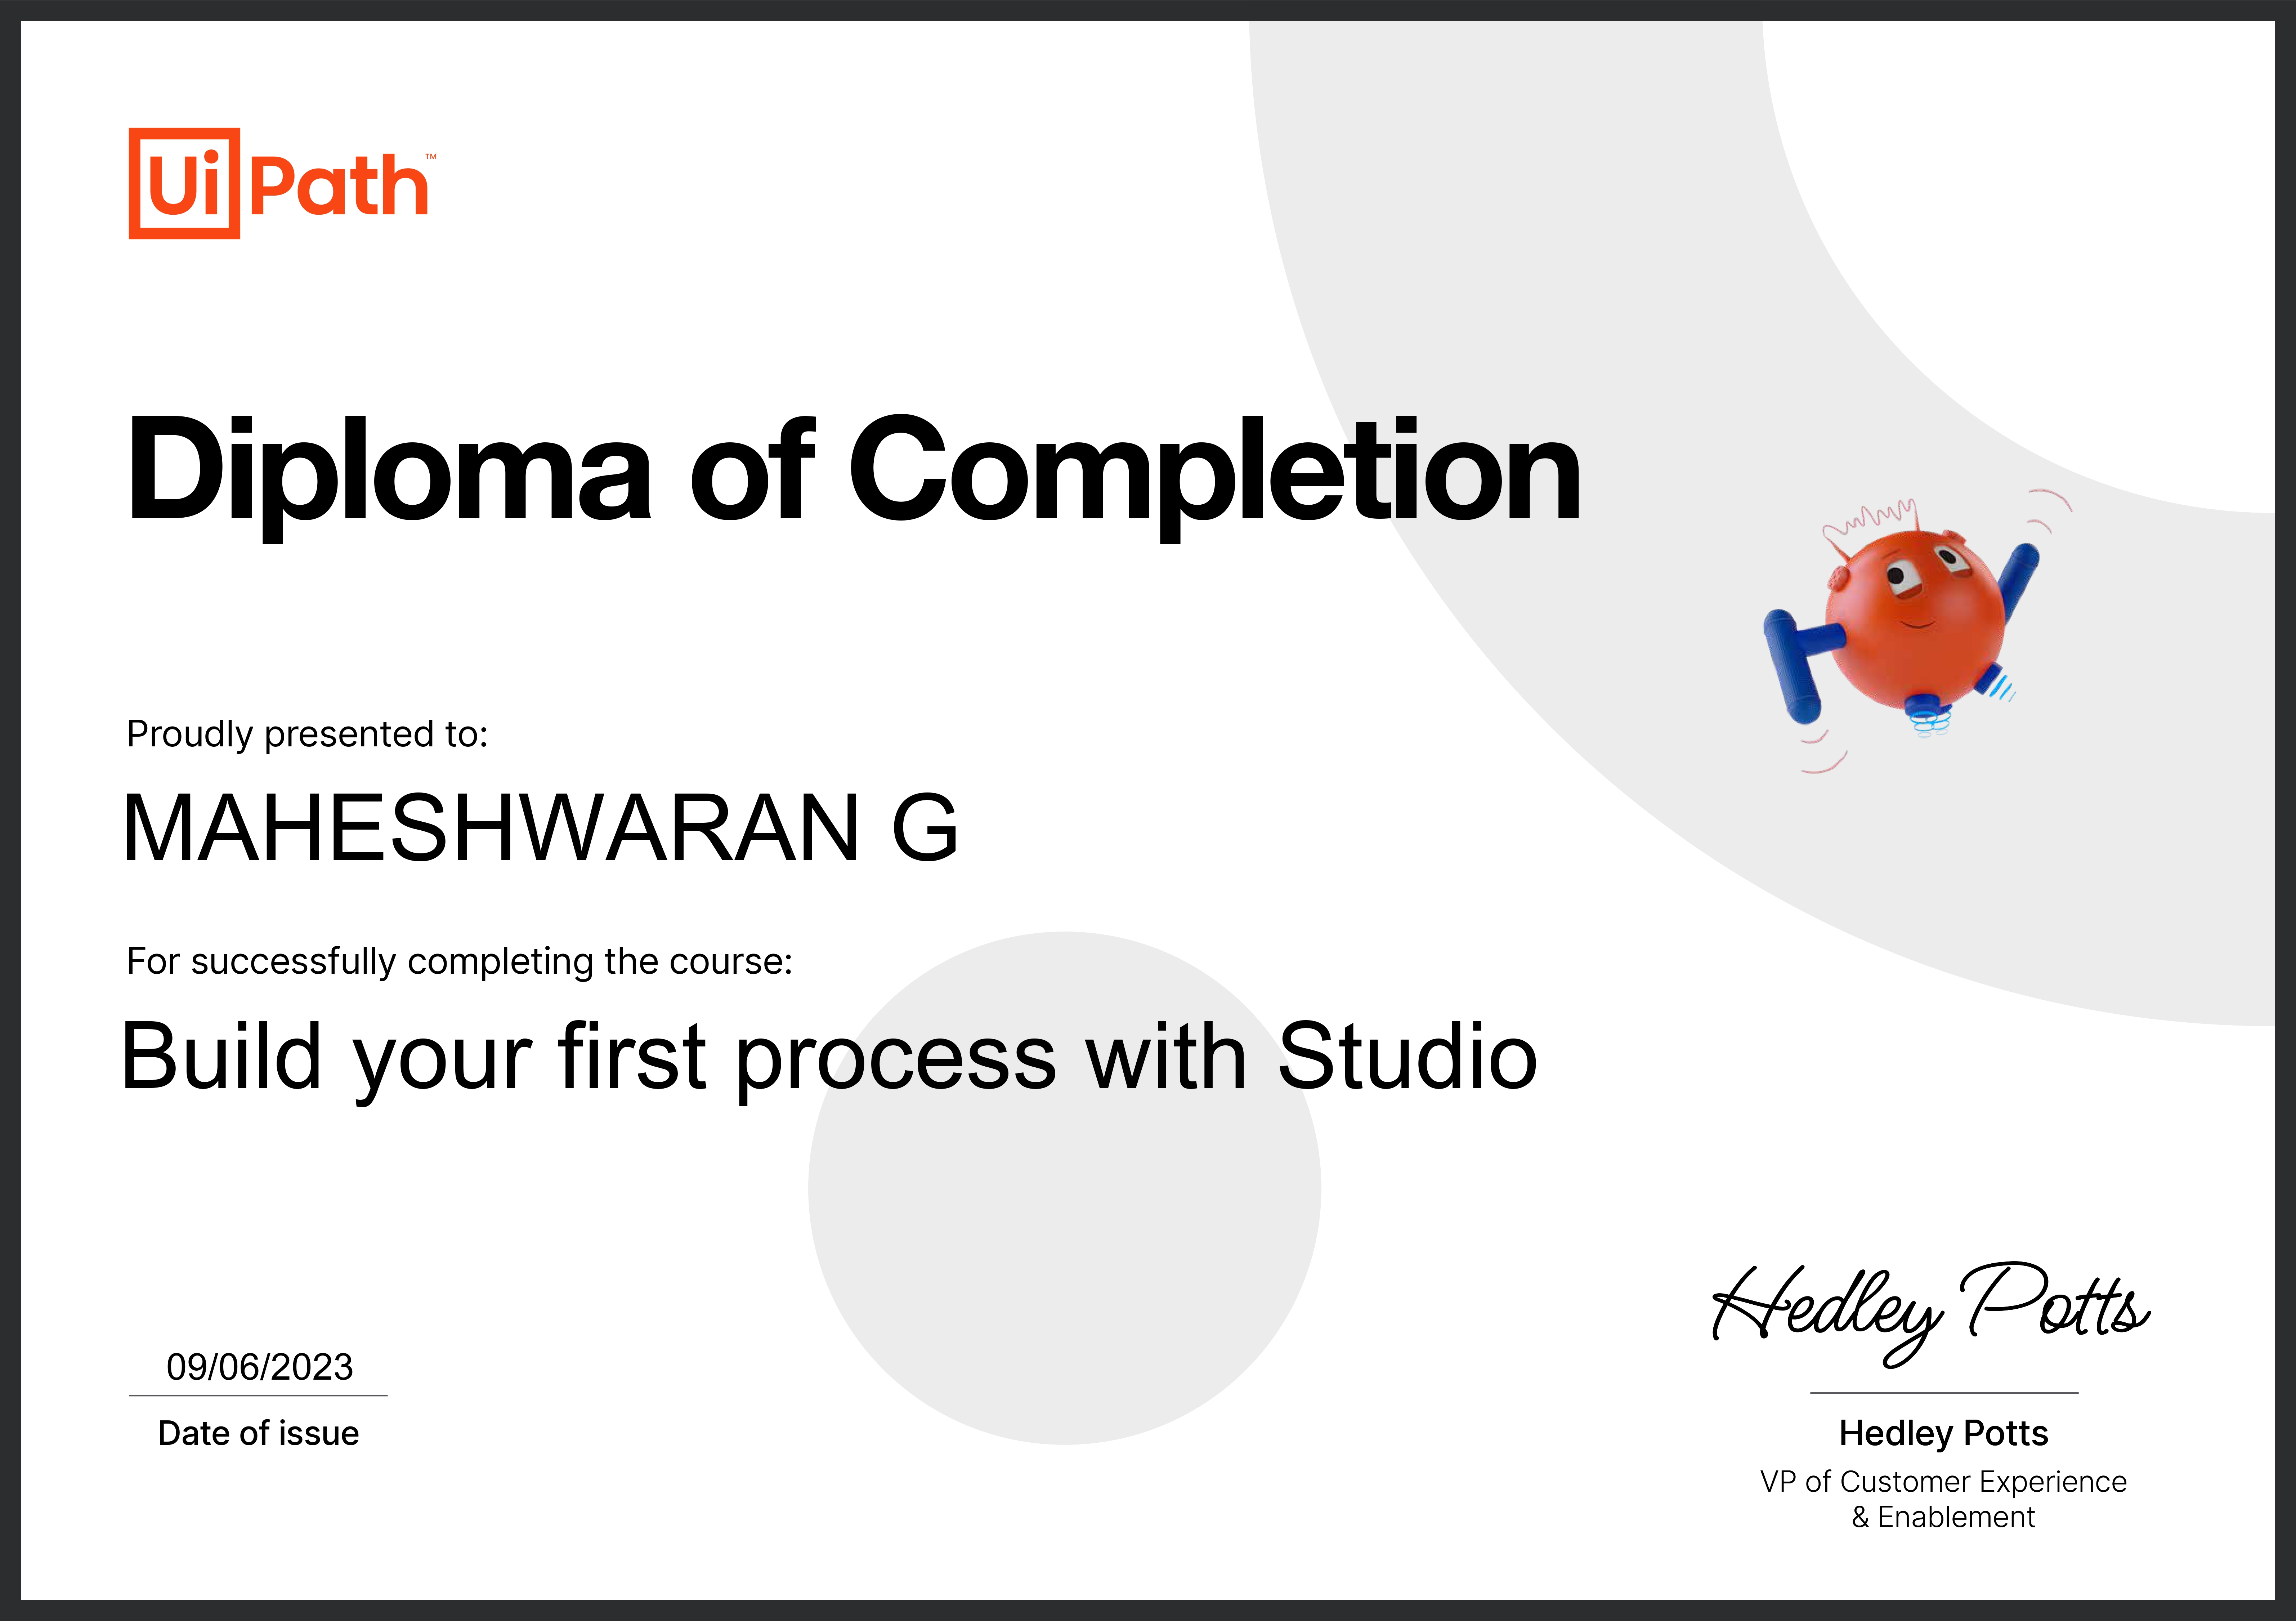 UiPath™
Diploma of Completion
Proudly presented to:
MAHESHWARAN G
For successfully completing the course:
Build your first process with Studio
09/06/2023
Date of issue
Hedley Potts
Hedley Potts
VP of Customer Experience
& Enablement